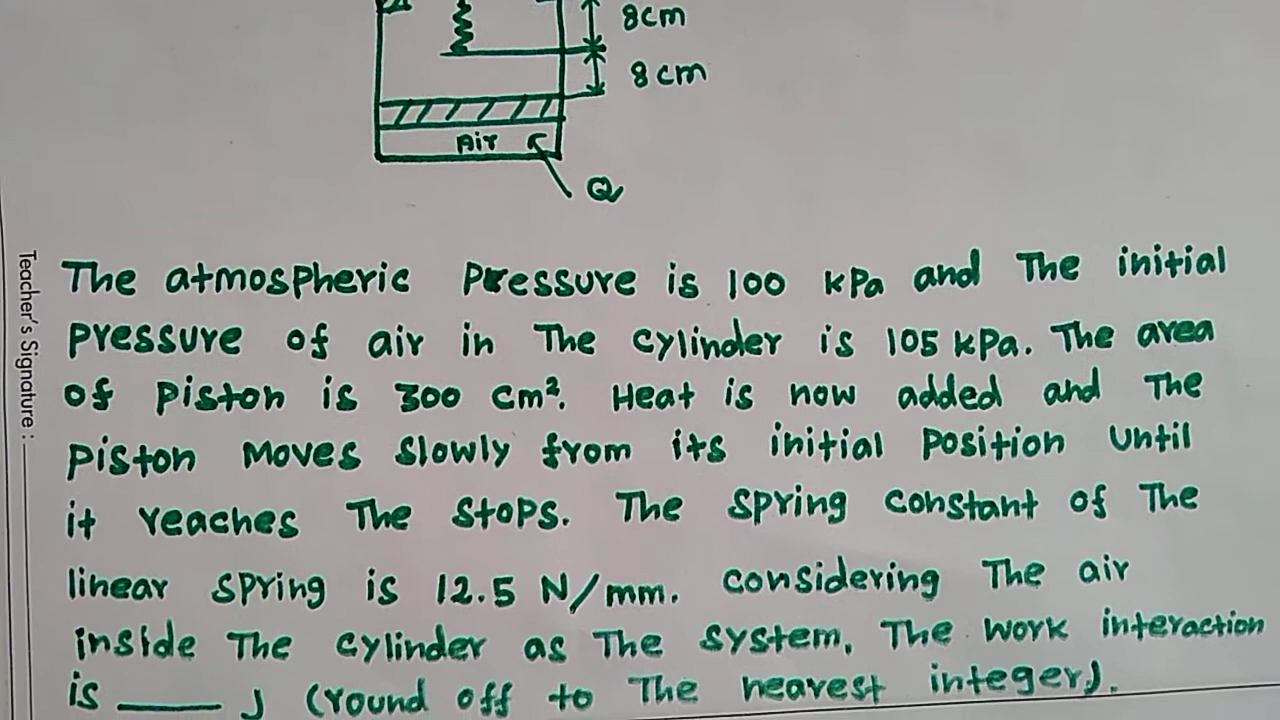 8cm
8cm
Air
Q
The atmospheric pressure is 100 kPa and The initial
pressure of air in The cylinder is 105 kPa. The area
of piston is 300 cm². Heat is now added and The
piston moves slowly from its initial position until
it reaches The stops. The spring constant of The
linear spring is 12.5 N/mm. considering The air
inside The cylinder as The system, The work interaction
is ______ J (round off to The nearest integer).
Teacher's Signature :